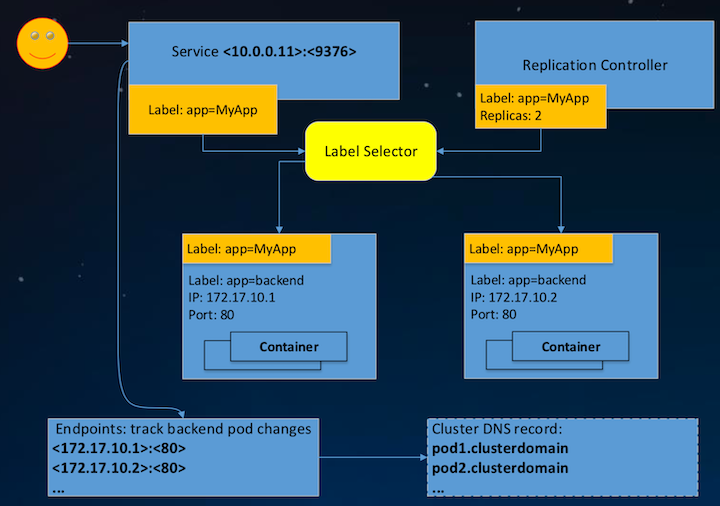 Service <10.0.0.11>:<9376>
Label: app=MyApp
Replication Controller
Label: app=MyApp
Replicas: 2
Label Selector
Label: app=MyApp
Label: app=backend
IP: 172.17.10.1
Port: 80
Container
Label: app=MyApp
Label: app=backend
IP: 172.17.10.2
Port: 80
Container
Endpoints: track backend pod changes
<172.17.10.1>:<80>
<172.17.10.2>:<80>
...
Cluster DNS record:
pod1.clusterdomain
pod2.clusterdomain
...